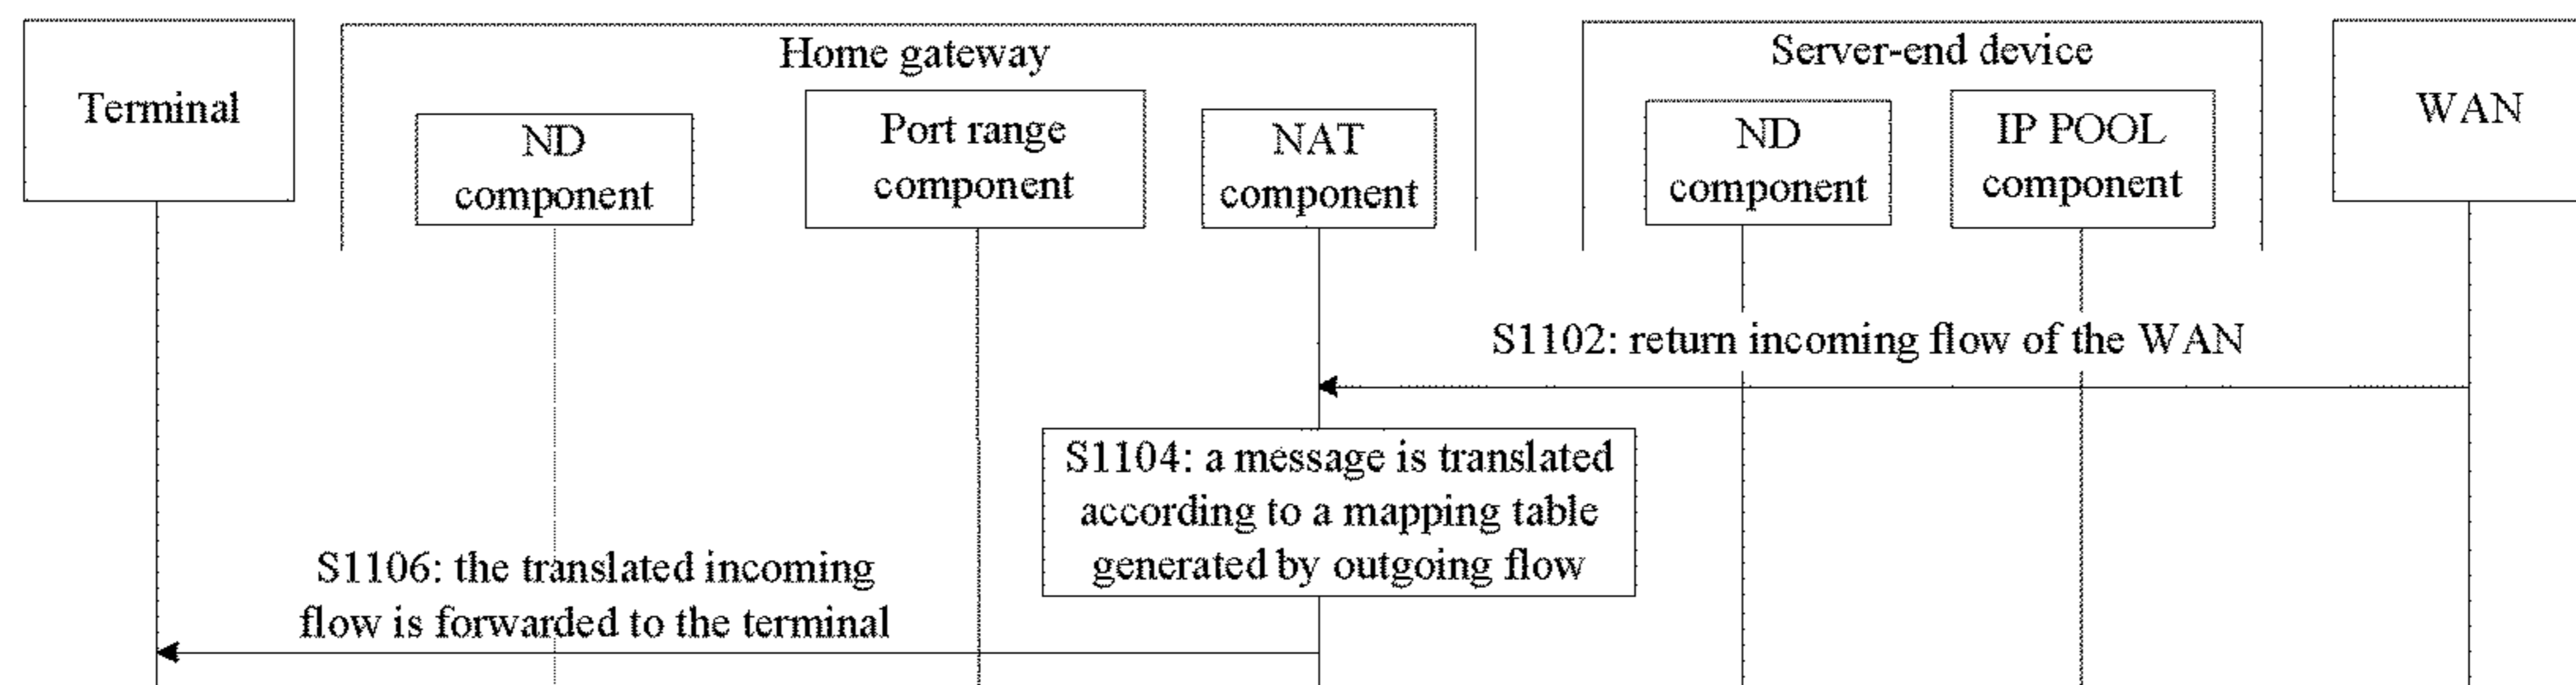 Terminal
Home gateway
ND
component
Port range
component
NAT
component
Server-end device
ND
component
IP POOL
component
WAN
S1102: return incoming flow of the WAN
S1104: a message is translated
according to a mapping table
generated by outgoing flow
S1106: the translated incoming
flow is forwarded to the terminal